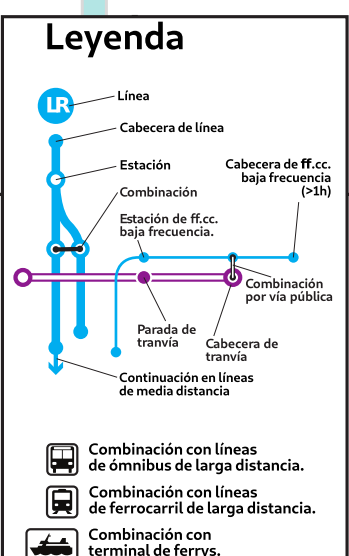 Leyenda
LR
Línea
Cabecera de línea
Estación
Cabecera de ff.cc.
baja frecuencia
(>1h)
Combinación
Estación de ff.cc.
baja frecuencia.
Combinación
por vía pública
Parada de
tranvía
Cabecera de
tranvía
Continuación en líneas
de media distancia
Combinación con líneas
de ómnibus de larga distancia.
Combinación con líneas
de ferrocarril de larga distancia.
Combinación con
terminal de ferrys.